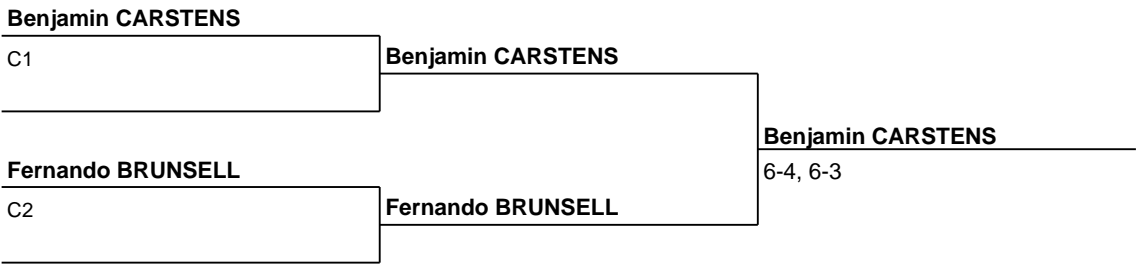 Benjamin CARSTENS
C1
Benjamin CARSTENS
Benjamin CARSTENS
6-4, 6-3
Fernando BRUNSELL
C2
Fernando BRUNSELL